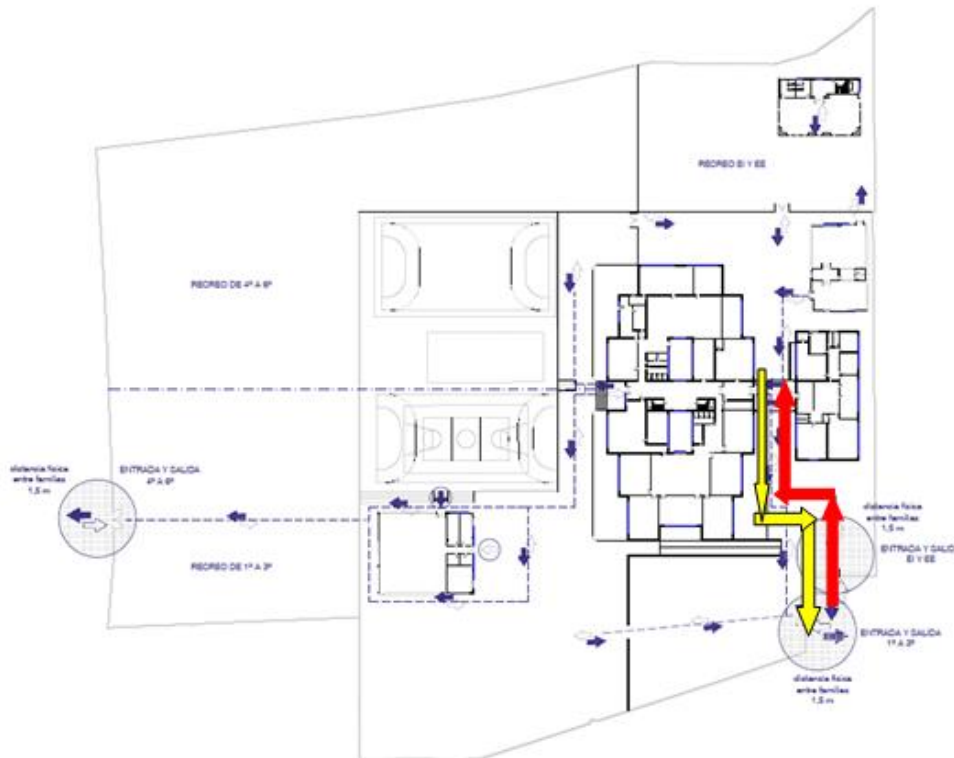 RECREO EI Y EE
RECREO DE 4º A 6º
distancia física
entre familias
1,5 m
ENTRADA Y SALIDA
4º A 6º
RECREO DE 1º A 3º
distancia física
entre familias
1,5 m
ENTRADA Y SALID
EI Y EE
ENTRADA Y SALIDA
1º A 3º
distancia física
entre familias
1,5 m